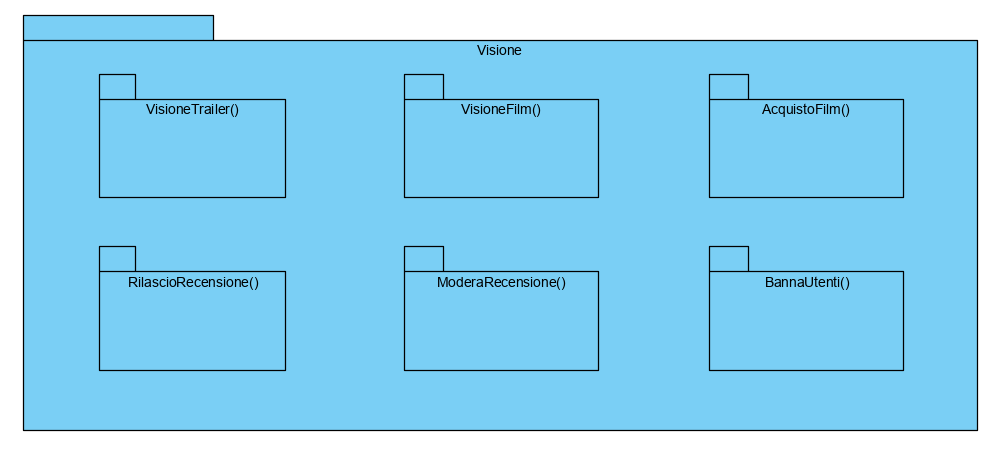 Visione
VisioneTrailer()
VisioneFilm()
AcquistoFilm()
RilascioRecensione()
ModeraRecensione()
BannaUtenti()